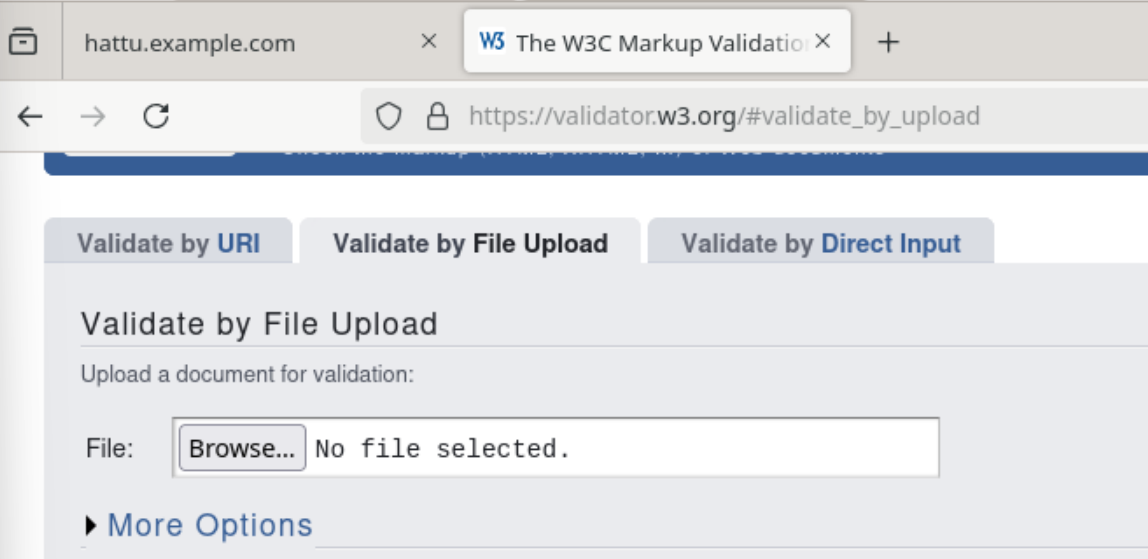 hattu.example.com
W3 The W3C Markup Validatio
https://validator.w3.org/#validate_by_upload
Validate by URI
Validate by File Upload
Validate by Direct Input
Validate by File Upload
Upload a document for validation:
File: Browse... No file selected.
More Options